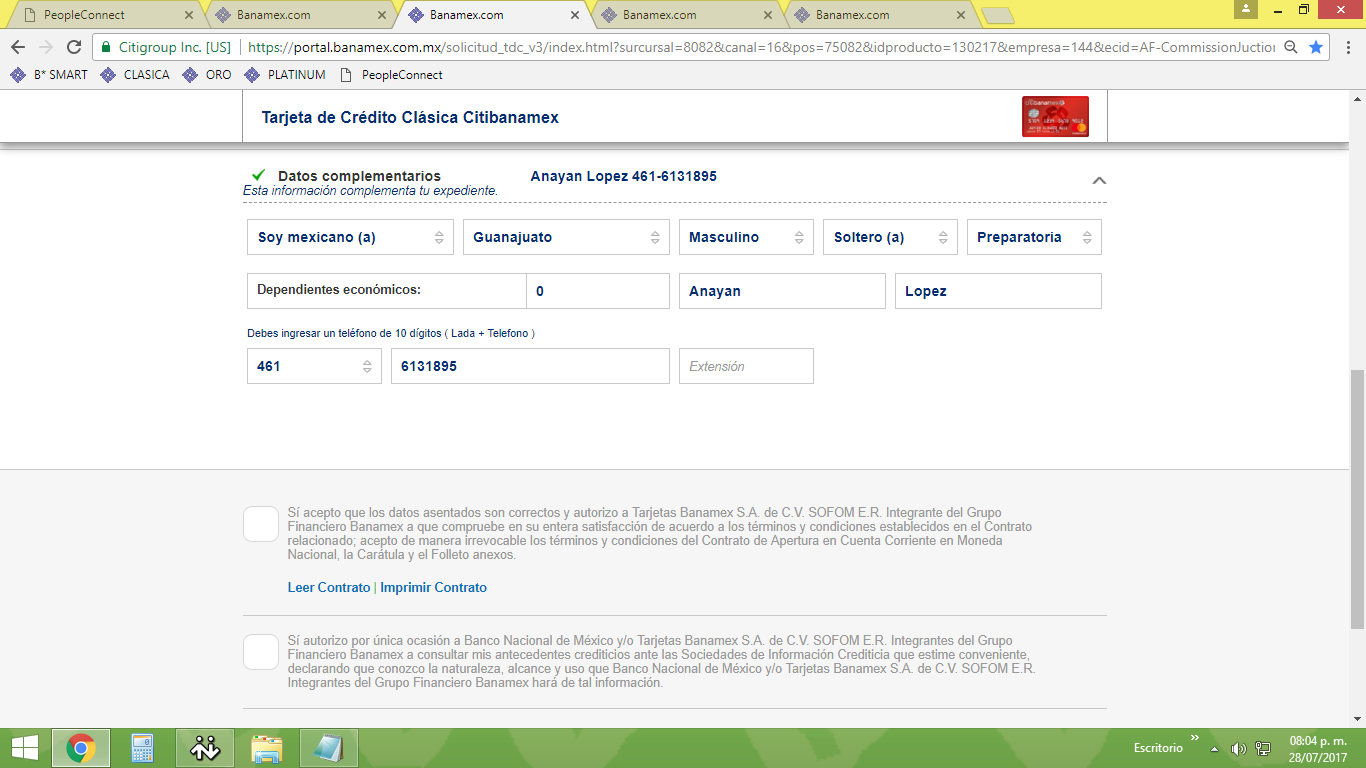 PeopleConnect
Banamex.com
Banamex.com
Banamex.com
Banamex.com
Citigroup Inc. [US]
https://portal.banamex.com.mx/solicitud_tdc_v3/index.html?surcursal=8082&canal=16&pos=75082&idproducto=130217&empresa=144&ecid=AF-CommissionJuctio
B* SMART
CLASICA
ORO
PLATINUM
PeopleConnect
Tarjeta de Crédito Clásica Citibanamex
Datos complementarios
Anayan Lopez 461-6131895
Esta información complementa tu expediente.
Soy mexicano (a)
Guanajuato
Masculino
Soltero (a)
Preparatoria
Dependientes económicos:
0
Anayan
Lopez
Debes ingresar un teléfono de 10 dígitos ( Lada + Telefono )
461
6131895
Extensión
Sí acepto que los datos asentados son correctos y autorizo a Tarjetas Banamex S.A. de C.V. SOFOM E.R. Integrante del Grupo
Financiero Banamex a que compruebe en su entera satisfacción de acuerdo a los términos y condiciones establecidos en el Contrato
relacionado; acepto de manera irrevocable los términos y condiciones del Contrato de Apertura en Cuenta Corriente en Moneda
Nacional, la Carátula y el Folleto anexos.
Leer Contrato | Imprimir Contrato
Sí autorizo por única ocasión a Banco Nacional de México y/o Tarjetas Banamex S.A. de C.V. SOFOM E.R. Integrantes del Grupo
Financiero Banamex a consultar mis antecedentes crediticios ante las Sociedades de Información Crediticia que estime conveniente,
declarando que conozco la naturaleza, alcance y uso que Banco Nacional de México y/o Tarjetas Banamex S.A. de C.V. SOFOM E.R.
Integrantes del Grupo Financiero Banamex hará de tal información.
Escritorio
08:04 p. m.
28/07/2017